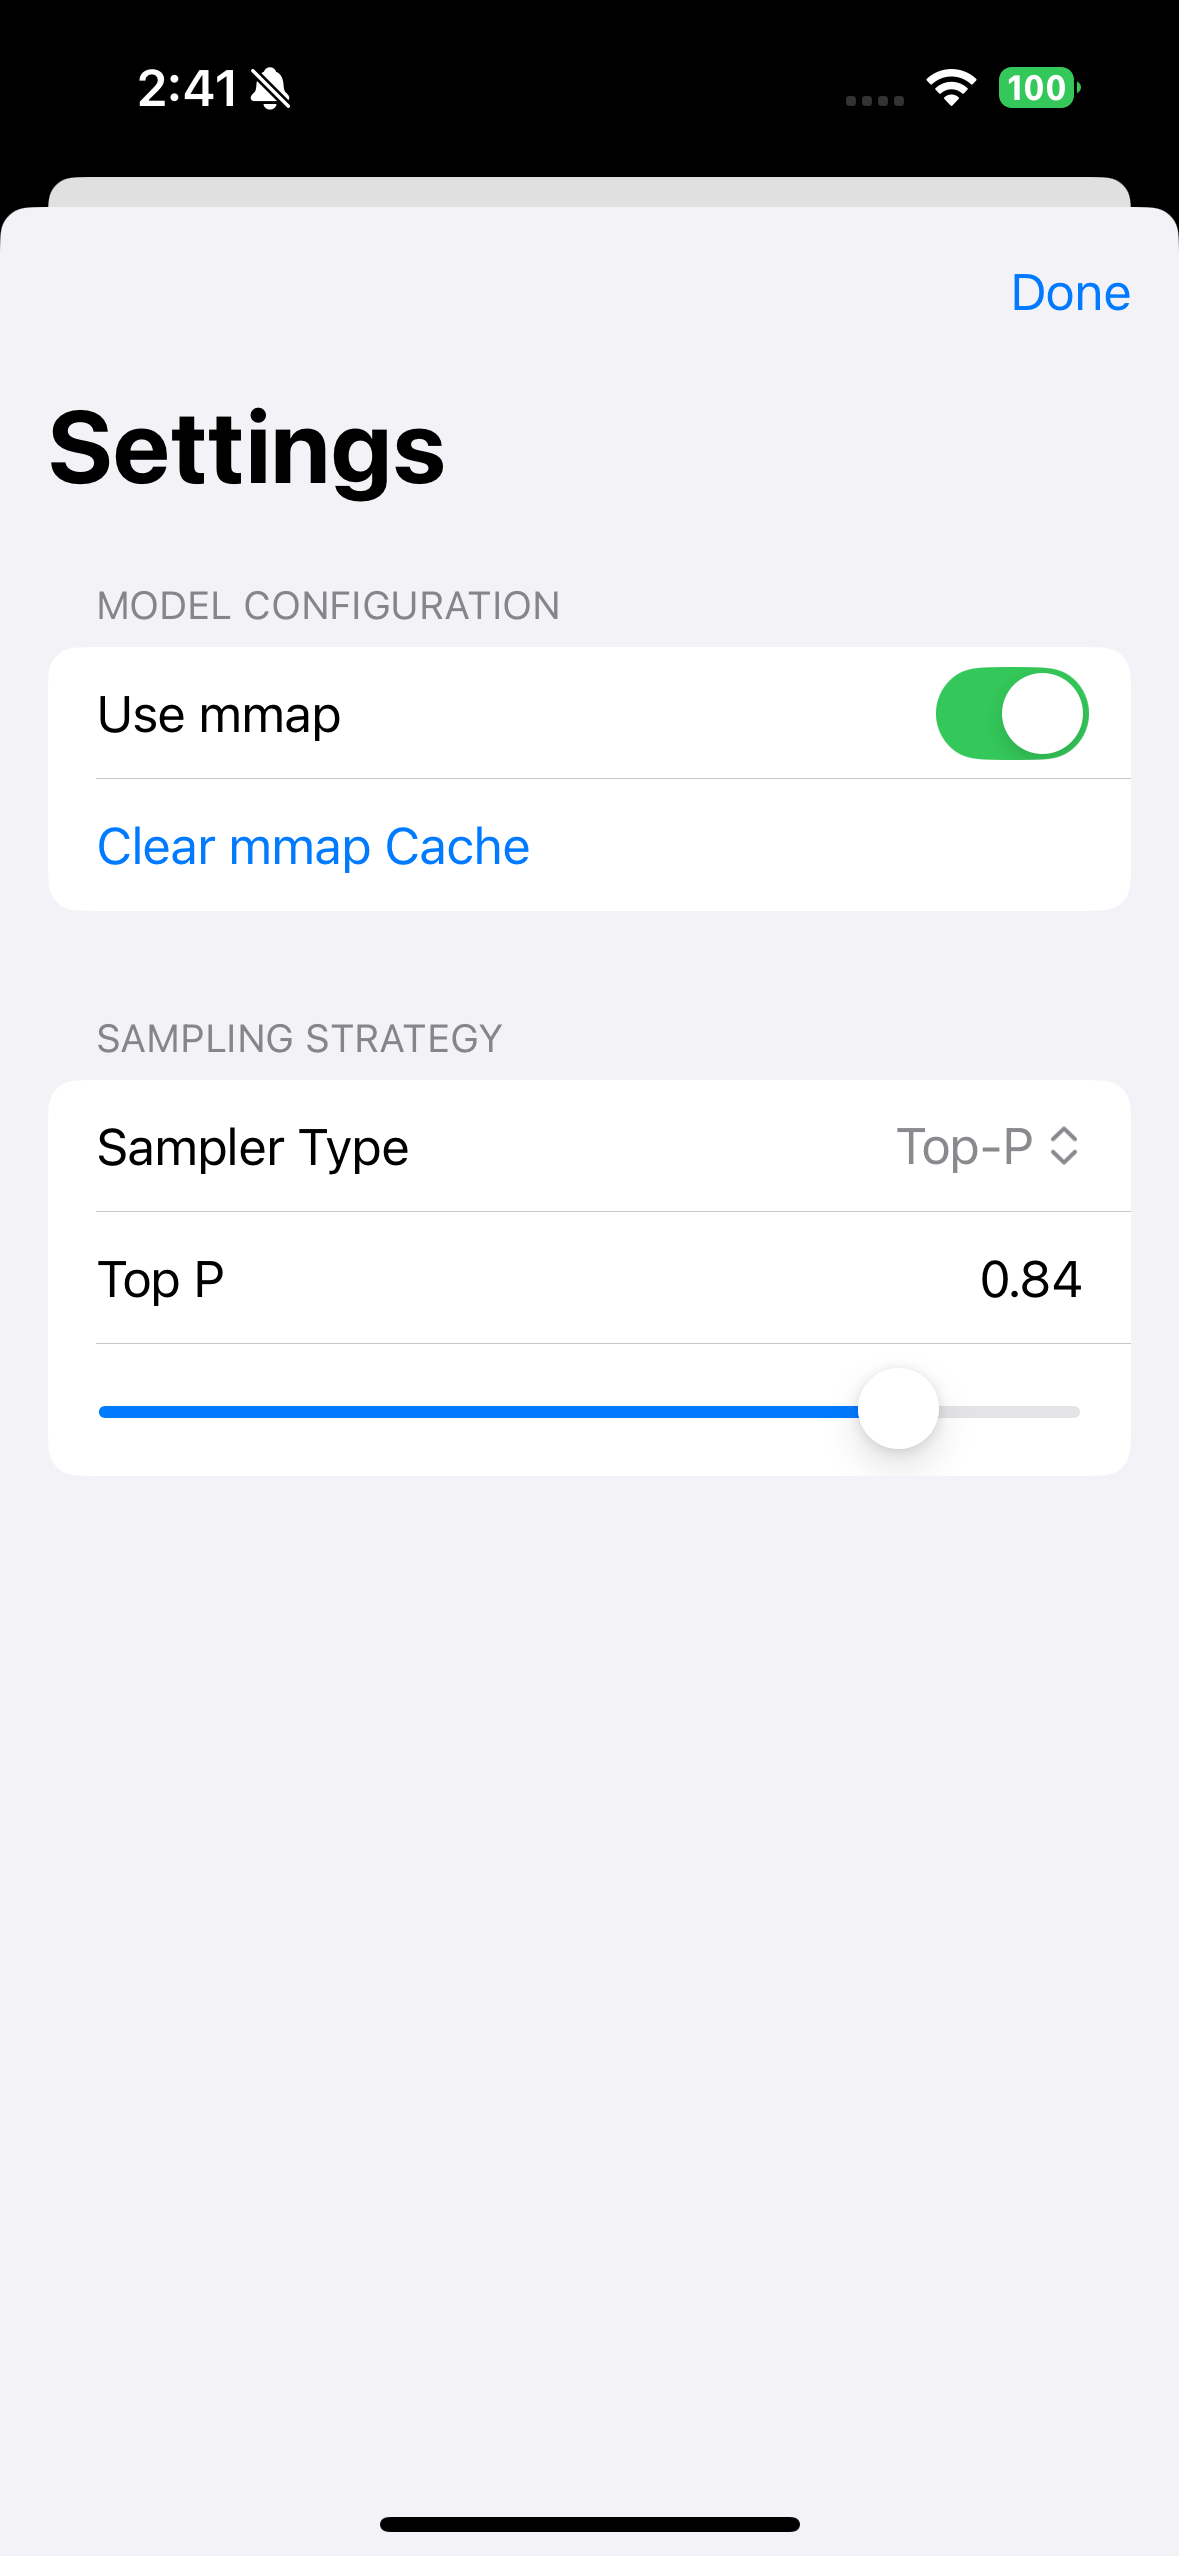 2:41
100
Done
Settings
MODEL CONFIGURATION
Use mmap
Clear mmap Cache
SAMPLING STRATEGY
Sampler Type Top-P
Top P 0.84